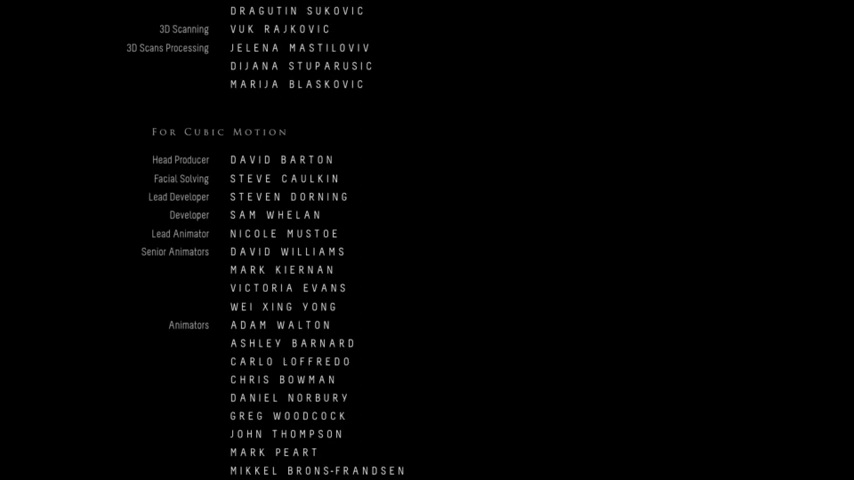 DRAGUTIN SUKOVIC
3D Scanning VUK RAJKOVIC
3D Scans Processing JELENA MASTILOVIV
DIJANA STUPARUSIC
MARIJA BLASKOVIC
FOR CUBIC MOTION
Head Producer DAVID BARTON
Facial Solving STEVE CAULKIN
Lead Developer STEVEN DORNING
Developer SAM WHELAN
Lead Animator NICOLE MUSTOE
Senior Animators DAVID WILLIAMS
MARK KIERNAN
VICTORIA EVANS
WEI XING YONG
Animators ADAM WALTON
ASHLEY BARNARD
CARLO LOFFREDO
CHRIS BOWMAN
DANIEL NORBURY
GREG WOODCOCK
JOHN THOMPSON
MARK PEART
MIKKEL BRONS-FRANDSEN